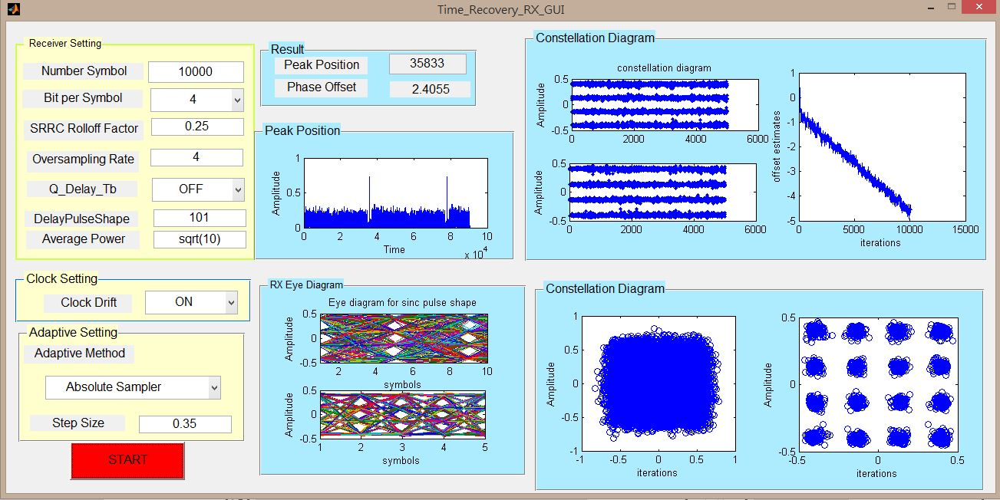 Time_Recovery_RX_GUI
Receiver Setting
Number Symbol 10000
Bit per Symbol 4
SRRC Rolloff Factor 0.25
Oversampling Rate 4
Q_Delay_Tb OFF
DelayPulseShape 101
Average Power sqrt(10)
Clock Setting
Clock Drift ON
Adaptive Setting
Adaptive Method
Absolute Sampler
Step Size 0.35
START
Result
Peak Position 35833
Phase Offset 2.4055
Peak Position
1
0.5
0
Amplitude
0 2 4 6 8 10
Time
x 10^4
RX Eye Diagram
Eye diagram for sinc pulse shape
0.5
0
-0.5
Amplitude
2 4 6 8 10
symbols
0.5
0
-0.5
Amplitude
1 2 3 4 5
symbols
Constellation Diagram
constellation diagram
0.5
0
-0.5
Amplitude
0 2000 4000 6000
0.5
0
-0.5
Amplitude
0 2000 4000 6000
1
0
-1
-2
-3
-4
-5
offset estimates
0 5000 10000 15000
iterations
Constellation Diagram
1
0.5
0
-0.5
-1
Amplitude
-1 -0.5 0 0.5 1
iterations
0.5
0
-0.5
Amplitude
-0.5 0 0.5
iterations